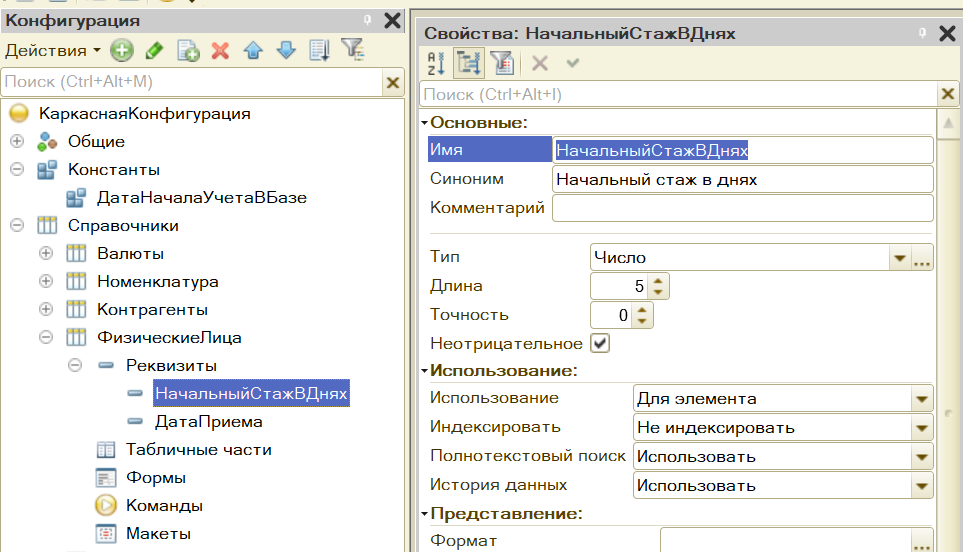 Конфигурация
Действия
Поиск (Ctrl+Alt+M)
КаркаснаяКонфигурация
Общие
Константы
ДатаНачалаУчетаВБазе
Справочники
Валюты
Номенклатура
Контрагенты
ФизическиеЛица
Реквизиты
НачальныйСтажВДнях
ДатаПриема
Табличные части
Формы
Команды
Макеты
Свойства: НачальныйСтажВДнях
Поиск (Ctrl+Alt+I)
Основные:
Имя НачальныйСтажВДнях
Синоним Начальный стаж в днях
Комментарий
Тип Число
Длина 5
Точность 0
Неотрицательное
Использование:
Использование Для элемента
Индексировать Не индексировать
Полнотекстовый поиск Использовать
История данных Использовать
Представление:
Формат